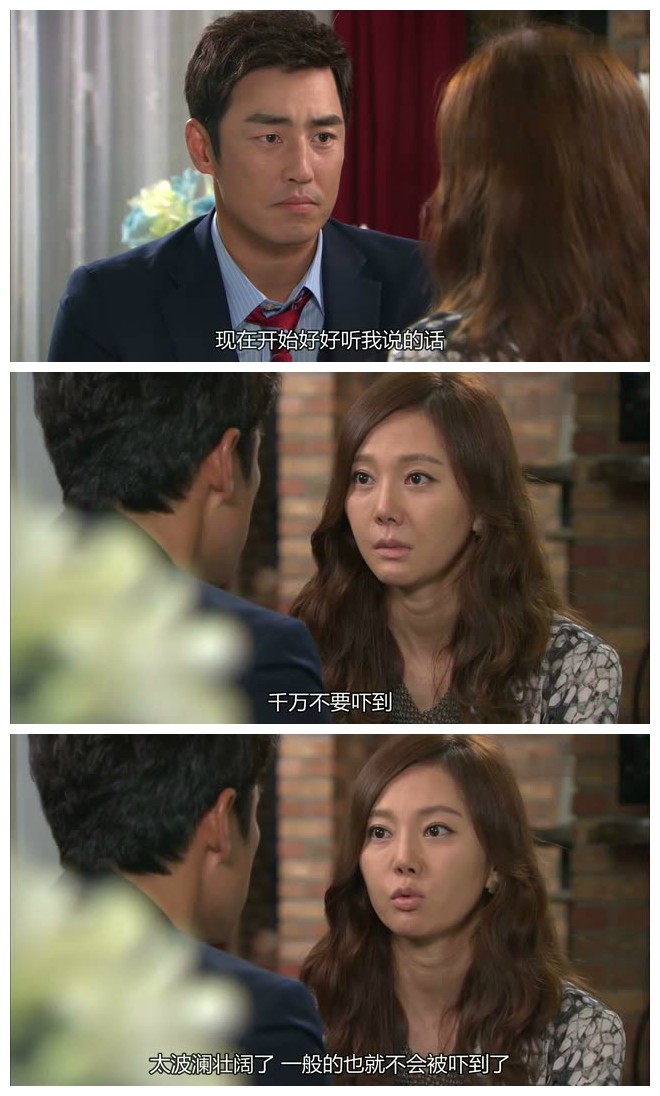 现在开始好好听我说的话
千万不要吓到
太波澜壮阔了 一般的也就不会被吓到了